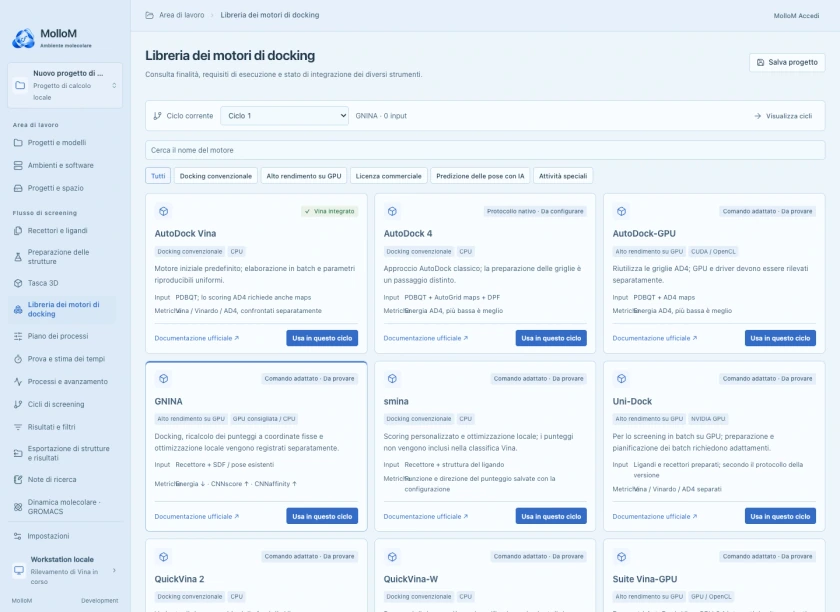 MolloM
Ambiente molecolare
Nuovo progetto di ...
Progetto di calcolo
locale
Area di lavoro
Progetti e modelli
Ambienti e software
Progetti e spazio
Flusso di screening
Recettori e ligandi
Preparazione delle
strutture
Tasca 3D
Libreria dei motori di
docking
Piano dei processi
Prova e stima dei tempi
Processi e avanzamento
Cicli di screening
Risultati e filtri
Esportazione di strutture
e risultati
Note di ricerca
Dinamica molecolare ·
GROMACS
Impostazioni
Workstation locale
Rilevamento di Vina in
corso
MolloM Development
Area di lavoro > Libreria dei motori di docking
MolloM Accedi
Libreria dei motori di docking
Consulta finalità, requisiti di esecuzione e stato di integrazione dei diversi strumenti.
Salva progetto
Ciclo corrente Ciclo 1 GNINA · 0 input → Visualizza cicli
Cerca il nome del motore
Tutti Docking convenzionale Alto rendimento su GPU Licenza commerciale Predizione delle pose con IA Attività speciali
✓ Vina integrato
AutoDock Vina
Docking convenzionale CPU
Motore iniziale predefinito; elaborazione in batch e parametri
riproducibili uniformi.
Input PDBQT; lo scoring AD4 richiede anche maps
Metriche Vina / Vinardo / AD4, confrontati separatamente
Documentazione ufficiale ↗ Usa in questo ciclo
Protocollo nativo · Da configurare
AutoDock 4
Docking convenzionale CPU
Approccio AutoDock classico; la preparazione delle griglie è
un passaggio distinto.
Input PDBQT + AutoGrid maps + DPF
Metriche Energia AD4, più bassa è meglio
Documentazione ufficiale ↗ Usa in questo ciclo
Comando adattato · Da provare
AutoDock-GPU
Alto rendimento su GPU CUDA / OpenCL
Riutilizza le griglie AD4; GPU e driver devono essere rilevati
separatamente.
Input PDBQT + AD4 maps
Metriche Energia AD4, più bassa è meglio
Documentazione ufficiale ↗ Usa in questo ciclo
Comando adattato · Da provare
GNINA
Alto rendimento su GPU GPU consigliata / CPU
Docking, ricalcolo dei punteggi a coordinate fisse e
ottimizzazione locale vengono registrati separatamente.
Input Recettore + SDF / pose esistenti
Metriche Energia ↓ · CNNscore ↑ · CNNaffinity ↑
Documentazione ufficiale ↗ Usa in questo ciclo
Comando adattato · Da provare
smina
Docking convenzionale CPU
Scoring personalizzato e ottimizzazione locale; i punteggi
non vengono inclusi nella classifica Vina.
Input Recettore + struttura del ligando
Metriche Funzione e direzione del punteggio salvate con la
configurazione
Documentazione ufficiale ↗ Usa in questo ciclo
Comando adattato · Da provare
Uni-Dock
Alto rendimento su GPU NVIDIA GPU
Per lo screening in batch su GPU; preparazione e
pianificazione dei batch richiedono adattamenti.
Input Ligandi e recettori preparati; secondo il protocollo della
versione
Metriche Vina / Vinardo / AD4 separati
Documentazione ufficiale ↗ Usa in questo ciclo
Comando adattato · Da provare
QuickVina 2
Docking convenzionale CPU
Comando adattato · Da provare
QuickVina-W
Docking convenzionale CPU
Comando adattato · Da provare
Suite Vina-GPU
Alto rendimento su GPU GPU / OpenCL